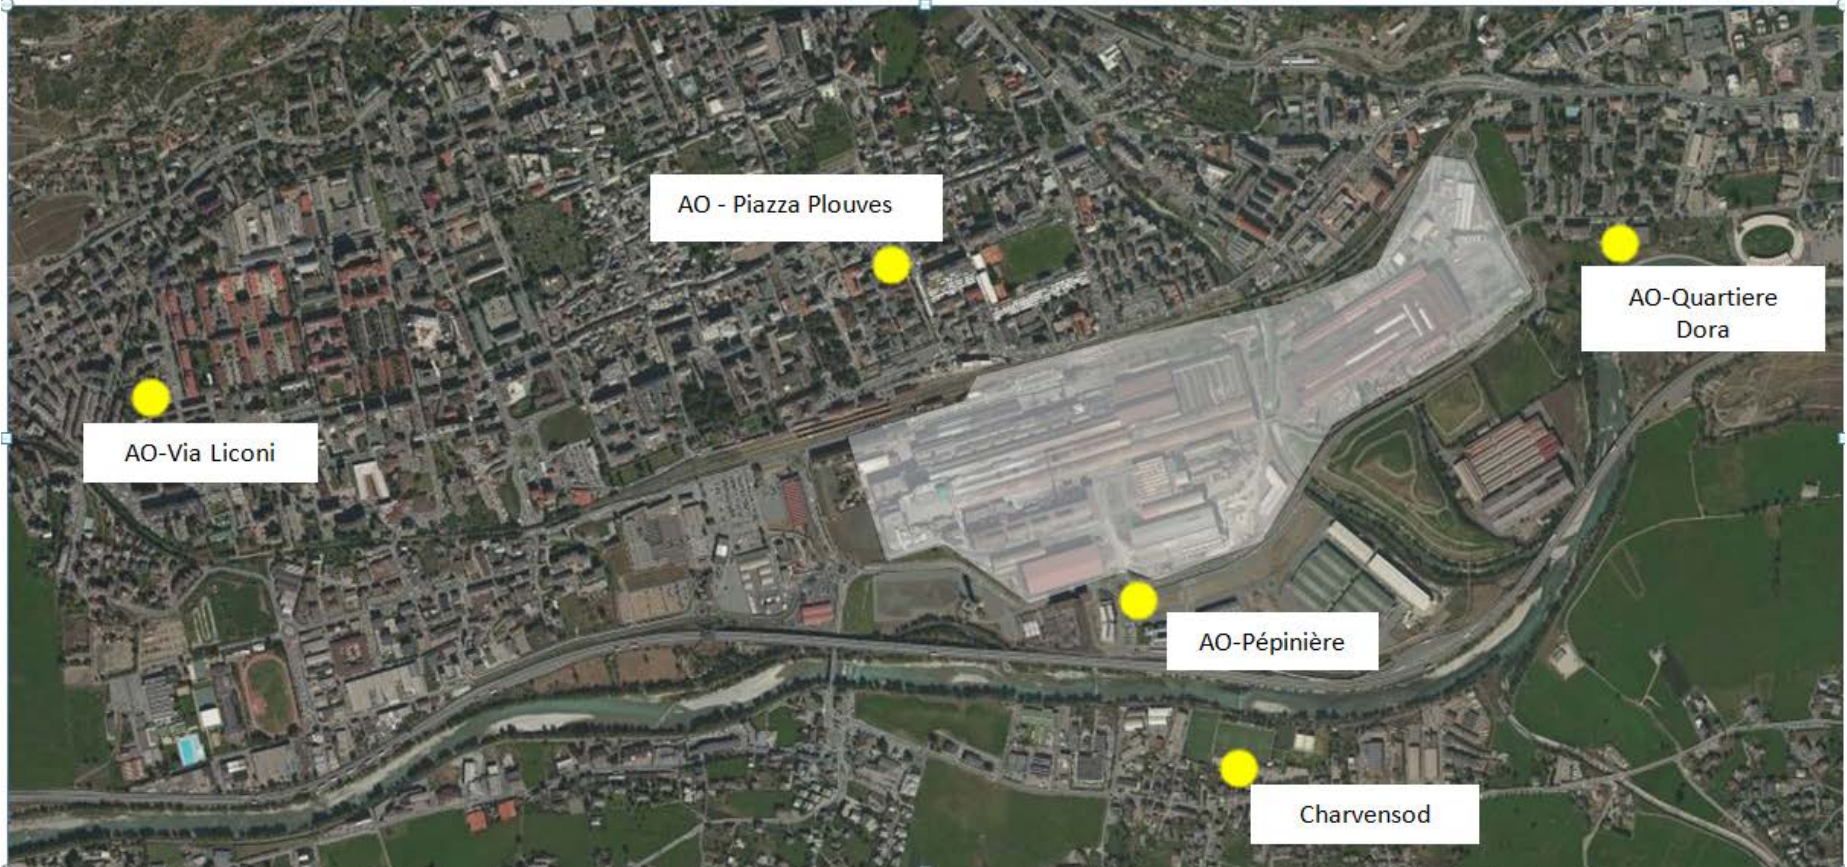 AO - Piazza Plouves
AO-Quartiere
Dora
AO-Via Liconi
AO-Pépinière
Charvensod